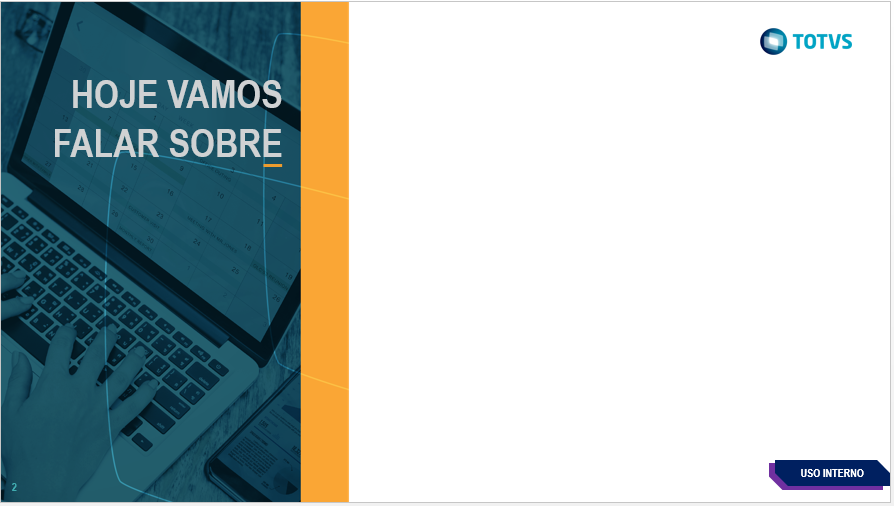 HOJE VAMOS
FALAR SOBRE
TOTVS
USO INTERNO
2